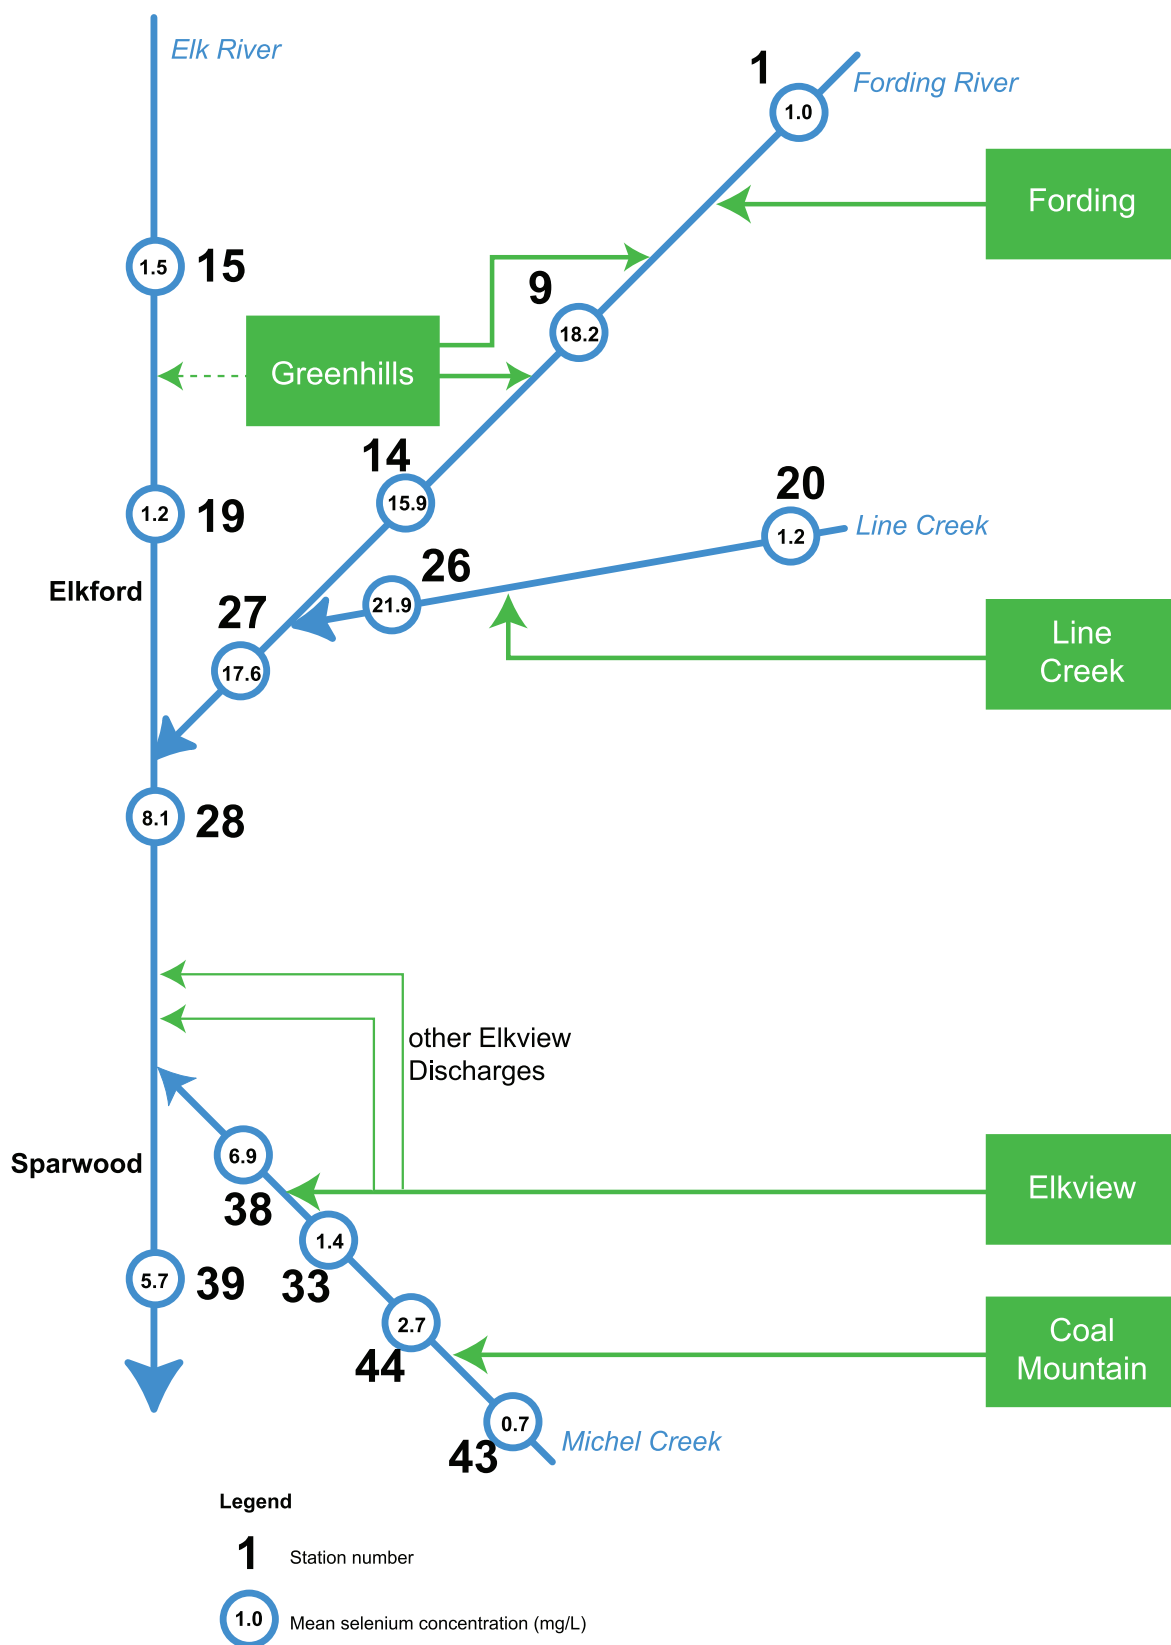 Elk River
1
Fording River
1.0
Fording
15
1.5
9
18.2
Greenhills
14
15.9
20
Line Creek
1.2
19
1.2
26
21.9
Elkford
27
17.6
Line
Creek
28
8.1
other Elkview
Discharges
Sparwood
6.9
38
Elkview
1.4
33
39
5.7
2.7
44
Coal
Mountain
0.7
43
Michel Creek
Legend
1
Station number
1.0
Mean selenium concentration (mg/L)